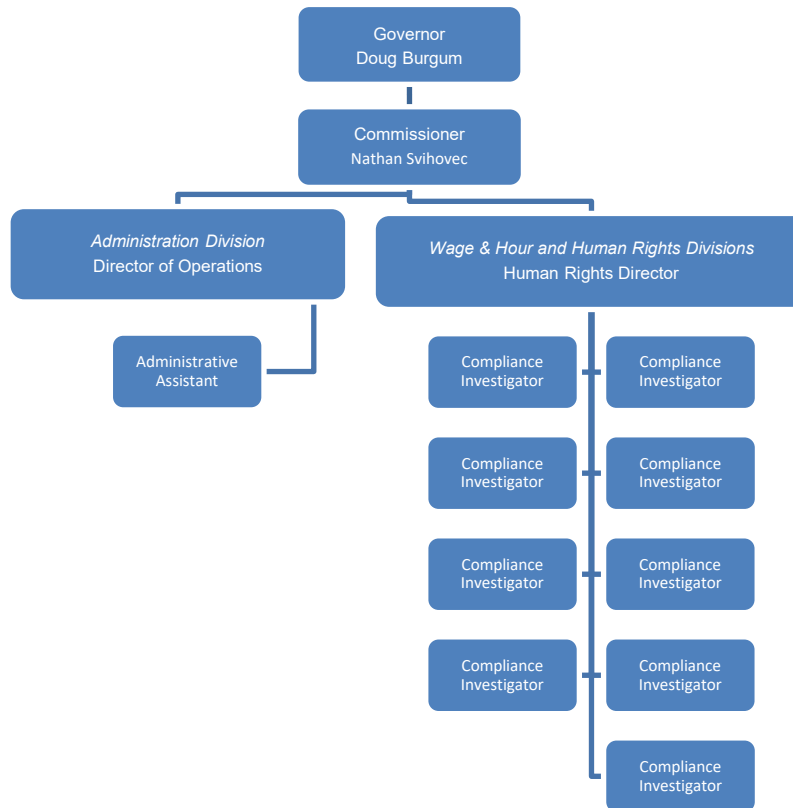 Governor
Doug Burgum
Commissioner
Nathan Svihovec
Administration Division
Director of Operations
Wage & Hour and Human Rights Divisions
Human Rights Director
Administrative
Assistant
Compliance
Investigator
Compliance
Investigator
Compliance
Investigator
Compliance
Investigator
Compliance
Investigator
Compliance
Investigator
Compliance
Investigator
Compliance
Investigator
Compliance
Investigator